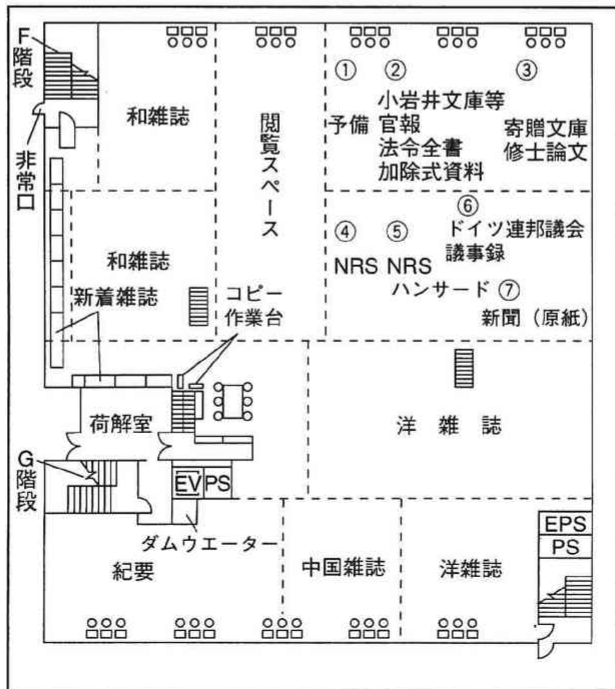 F階段
非常口
和雑誌
閲覧スペース
①
予備
②
小岩井文庫等
官報
法令全書
加除式資料
③
寄贈文庫
修士論文
和雑誌
新着雑誌
コピー
作業台
④
NRS
⑤
NRS
ハンサード
⑥
ドイツ連邦議会
議事録
⑦
新聞（原紙）
荷解室
洋雑誌
G階段
EV
PS
ダムウエーター
紀要
中国雑誌
洋雑誌
EPS
PS